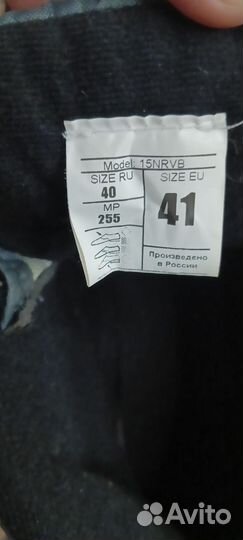 Model: 15NRVB
SIZE RU
40
MP
255
SIZE EU
41
Произведено
в России
Avito